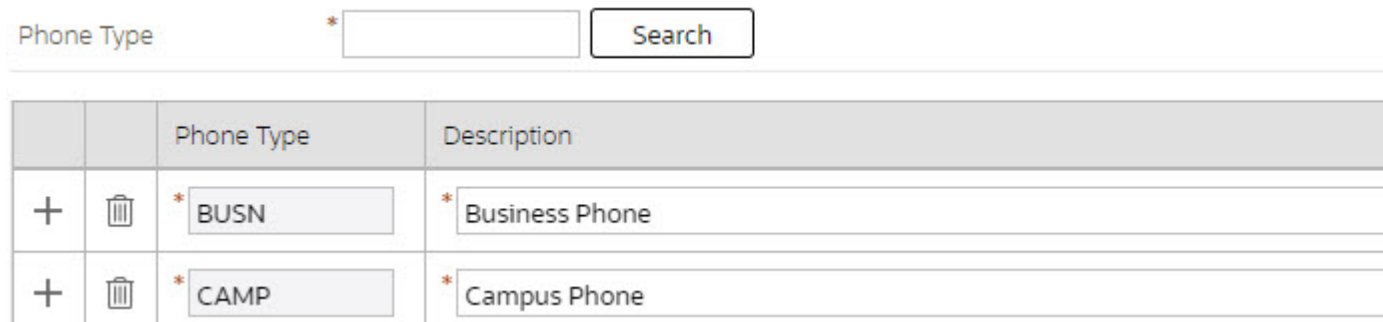 Phone Type * Search
Phone Type Description
* BUSN * Business Phone
* CAMP * Campus Phone